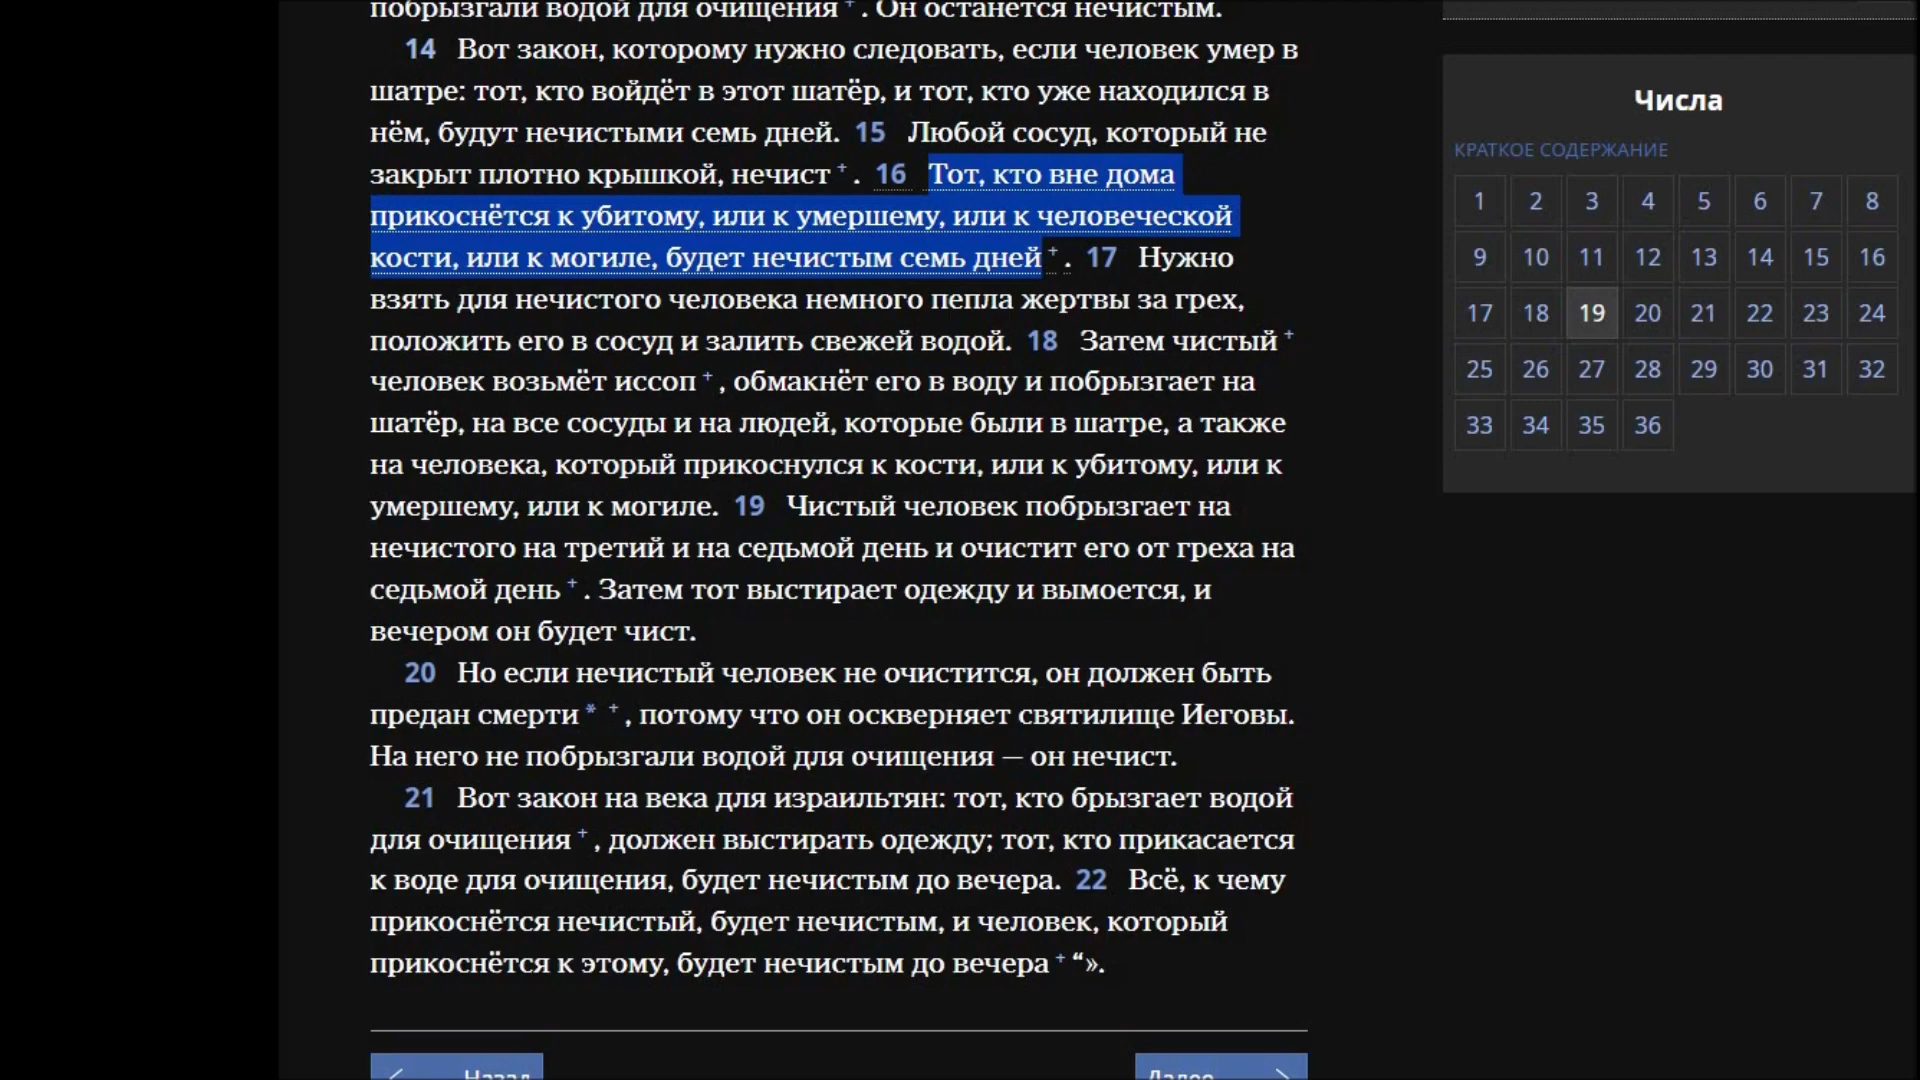 побрызгали водой для очищения + . Он останется нечистым.
14 Вот закон, которому нужно следовать, если человек умер в
шатре: тот, кто войдёт в этот шатёр, и тот, кто уже находился в
нём, будут нечистыми семь дней. 15 Любой сосуд, который не
закрыт плотно крышкой, нечист + . 16 Тот, кто вне дома
прикоснётся к убитому, или к умершему, или к человеческой
кости, или к могиле, будет нечистым семь дней + . 17 Нужно
взять для нечистого человека немного пепла жертвы за грех,
положить его в сосуд и залить свежей водой. 18 Затем чистый +
человек возьмёт иссоп + , обмакнёт его в воду и побрызгает на
шатёр, на все сосуды и на людей, которые были в шатре, а также
на человека, который прикоснулся к кости, или к убитому, или к
умершему, или к могиле. 19 Чистый человек побрызгает на
нечистого на третий и на седьмой день и очистит его от греха на
седьмой день + . Затем тот выстирает одежду и вымоется, и
вечером он будет чист.
20 Но если нечистый человек не очистится, он должен быть
предан смерти * + , потому что он оскверняет святилище Иеговы.
На него не побрызгали водой для очищения — он нечист.
21 Вот закон на века для израильтян: тот, кто брызгает водой
для очищения + , должен выстирать одежду; тот, кто прикасается
к воде для очищения, будет нечистым до вечера. 22 Всё, к чему
прикоснётся нечистый, будет нечистым, и человек, который
прикоснётся к этому, будет нечистым до вечера + “».
Назад
Далее
Числа
КРАТКОЕ СОДЕРЖАНИЕ
1 2 3 4 5 6 7 8
9 10 11 12 13 14 15 16
17 18 19 20 21 22 23 24
25 26 27 28 29 30 31 32
33 34 35 36